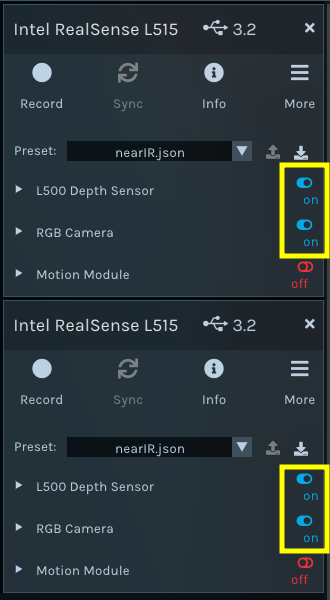 Intel RealSense L515 3.2 ×
Record Sync Info More
Preset: nearIR.json
L500 Depth Sensor on
RGB Camera on
Motion Module off
Intel RealSense L515 3.2 ×
Record Sync Info More
Preset: nearIR.json
L500 Depth Sensor on
RGB Camera on
Motion Module off